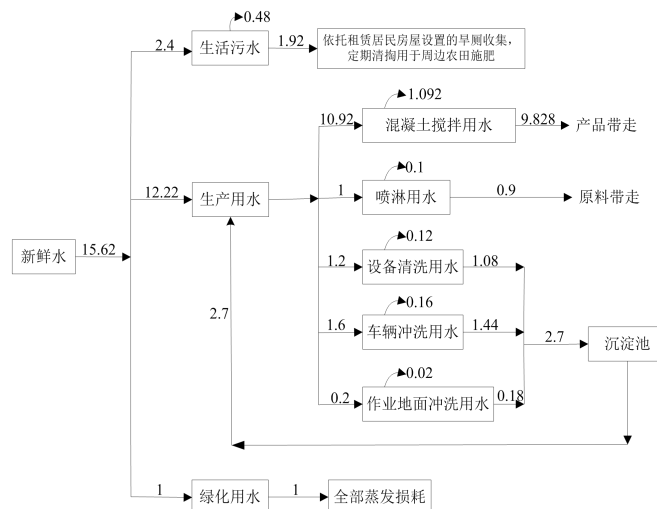 0.48
2.4
生活污水
1.92
依托租赁居民房屋设置的旱厕收集，
定期清掏用于周边农田施肥
1.092
10.92
混凝土搅拌用水
9.828
产品带走
0.1
12.22
生产用水
1
喷淋用水
0.9
原料带走
0.12
新鲜水
15.62
1.2
设备清洗用水
1.08
0.16
2.7
1.6
车辆冲洗用水
1.44
2.7
沉淀池
0.02
0.2
作业地面冲洗用水
0.18
1
绿化用水
1
全部蒸发损耗